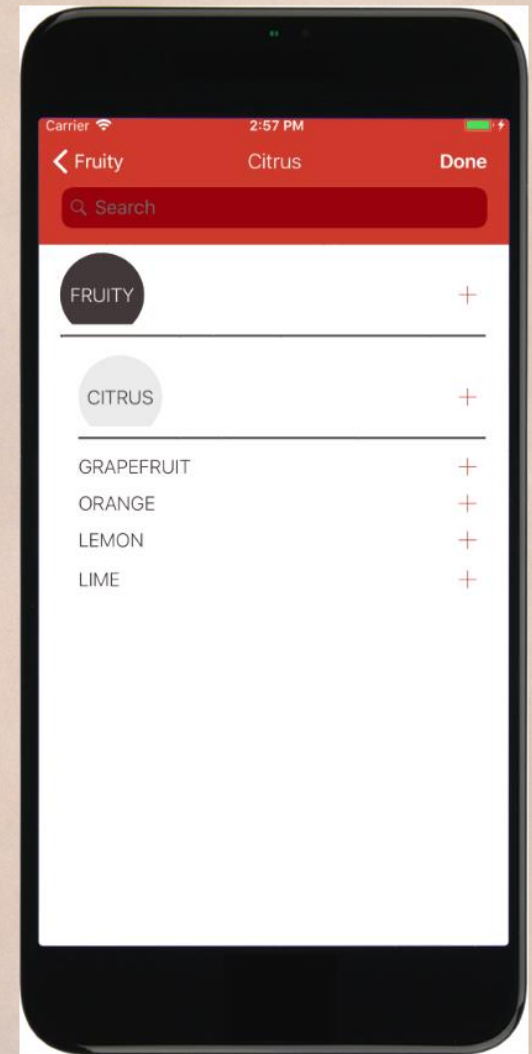 Carrier 2:57 PM
Fruity Citrus Done
Search
FRUITY
CITRUS
GRAPEFRUIT
ORANGE
LEMON
LIME